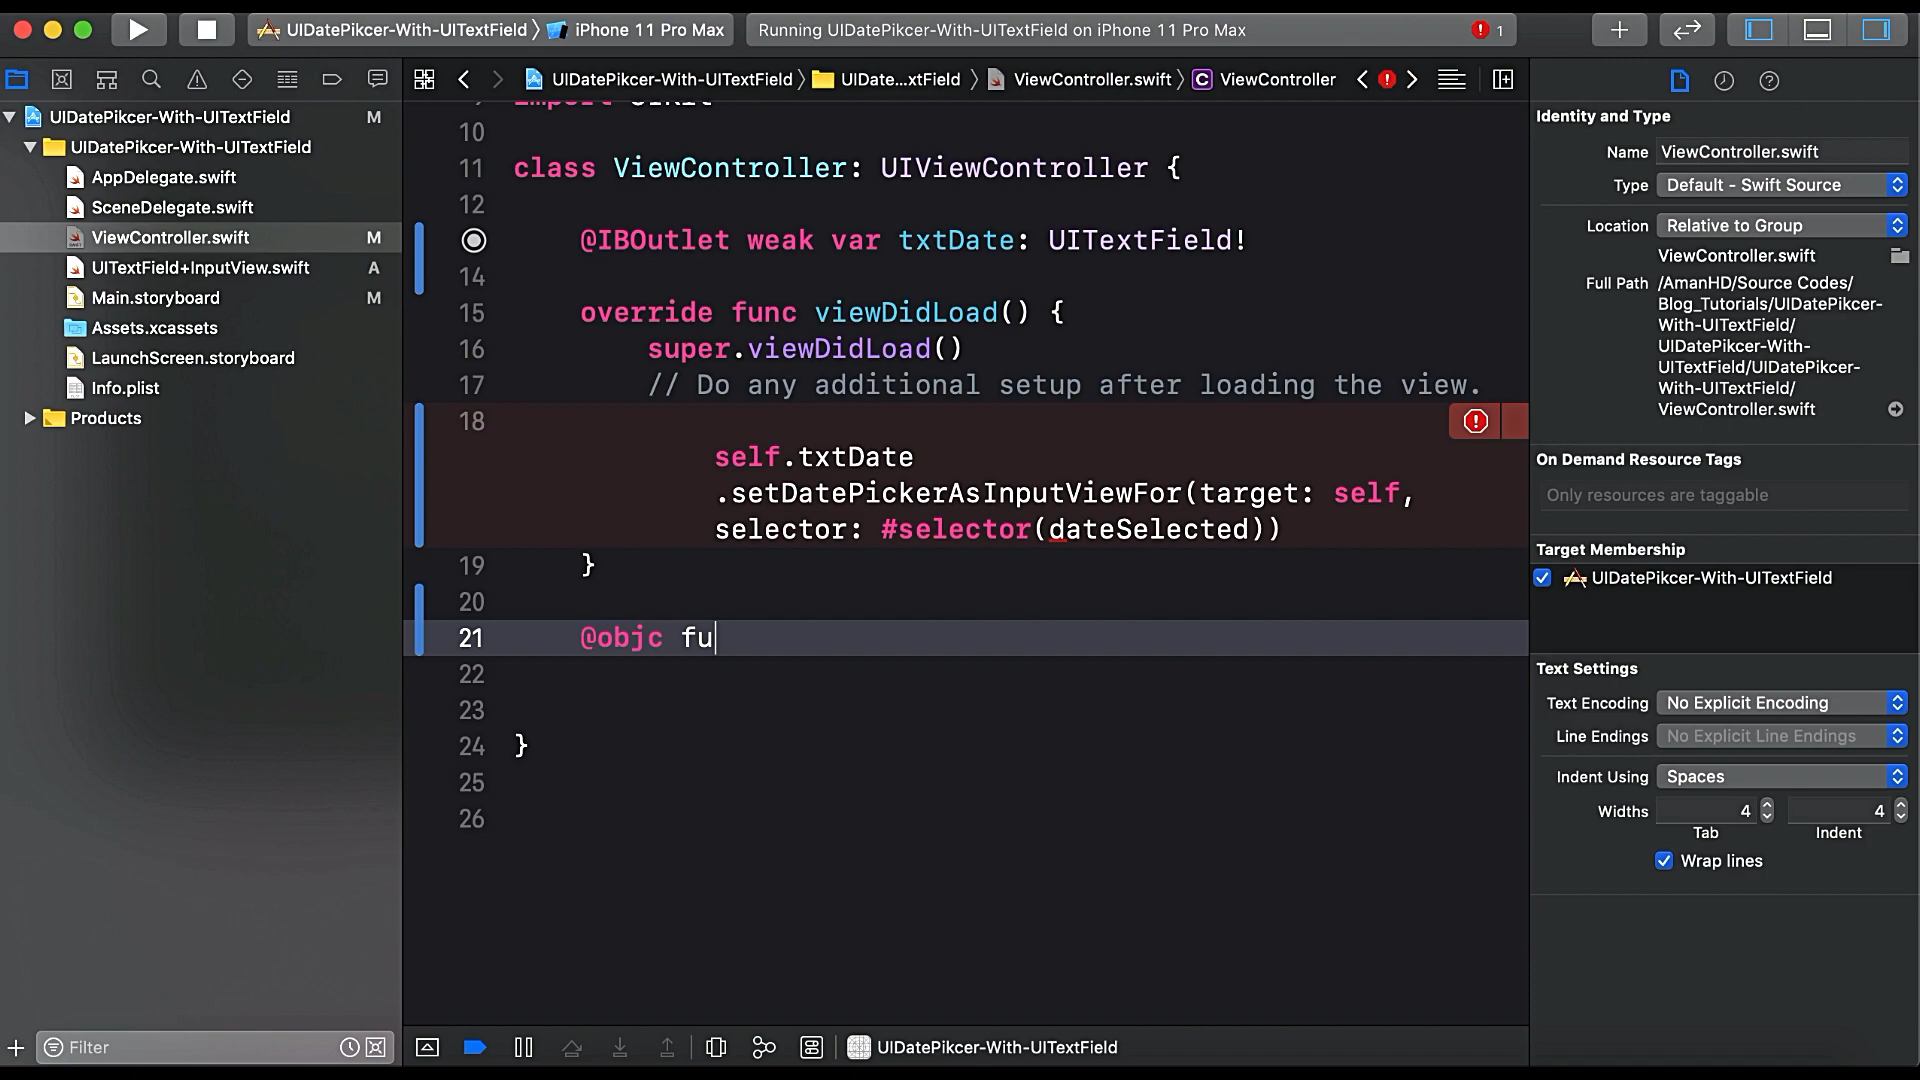 UIDatePikcer-With-UITextField iPhone 11 Pro Max Running UIDatePikcer-With-UITextField on iPhone 11 Pro Max 1
UIDatePikcer-With-UITextField UIDate...xtField ViewController.swift C ViewController
UIDatePikcer-With-UITextField M
UIDatePikcer-With-UITextField
AppDelegate.swift
SceneDelegate.swift
ViewController.swift M
UITextField+InputView.swift A
Main.storyboard M
Assets.xcassets
LaunchScreen.storyboard
Info.plist
Products
Filter
import UIKit
10
11 class ViewController: UIViewController {
12
@IBOutlet weak var txtDate: UITextField!
14
15 override func viewDidLoad() {
16 super.viewDidLoad()
17 // Do any additional setup after loading the view.
18
self.txtDate
.setDatePickerAsInputViewFor(target: self,
selector: #selector(dateSelected))
19 }
20
21 @objc fu
22
23
24 }
25
26
UIDatePikcer-With-UITextField
Identity and Type
Name ViewController.swift
Type Default - Swift Source
Location Relative to Group
ViewController.swift
Full Path /AmanHD/Source Codes/
Blog_Tutorials/UIDatePikcer-
With-UITextField/
UIDatePikcer-With-
UITextField/UIDatePikcer-
With-UITextField/
ViewController.swift
On Demand Resource Tags
Only resources are taggable
Target Membership
UIDatePikcer-With-UITextField
Text Settings
Text Encoding No Explicit Encoding
Line Endings No Explicit Line Endings
Indent Using Spaces
Widths 4 4
Tab Indent
Wrap lines